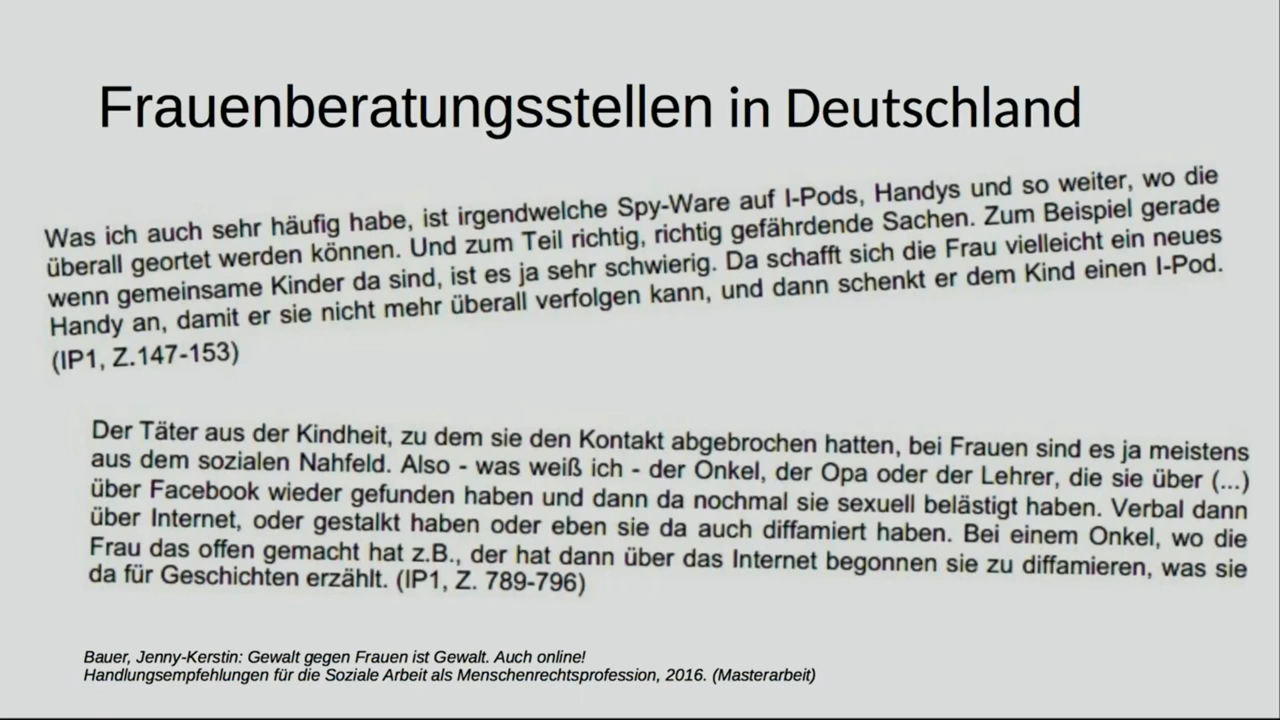 Frauenberatungsstellen in Deutschland
Was ich auch sehr häufig habe, ist irgendwelche Spy-Ware auf I-Pods, Handys und so weiter, wo die
überall geortet werden können. Und zum Teil richtig, richtig gefährdende Sachen. Zum Beispiel gerade
wenn gemeinsame Kinder da sind, ist es ja sehr schwierig. Da schafft sich die Frau vielleicht ein neues
Handy an, damit er sie nicht mehr überall verfolgen kann, und dann schenkt er dem Kind einen I-Pod.
(IP1, Z.147-153)
Der Täter aus der Kindheit, zu dem sie den Kontakt abgebrochen hatten, bei Frauen sind es ja meistens
aus dem sozialen Nahfeld. Also - was weiß ich - der Onkel, der Opa oder der Lehrer, die sie über (...)
über Facebook wieder gefunden haben und dann da nochmal sie sexuell belästigt haben. Verbal dann
über Internet, oder gestalkt haben oder eben sie da auch diffamiert haben. Bei einem Onkel, wo die
Frau das offen gemacht hat z.B., der hat dann über das Internet begonnen sie zu diffamieren, was sie
da für Geschichten erzählt. (IP1, Z. 789-796)
Bauer, Jenny-Kerstin: Gewalt gegen Frauen ist Gewalt. Auch online!
Handlungsempfehlungen für die Soziale Arbeit als Menschenrechtsprofession, 2016. (Masterarbeit)